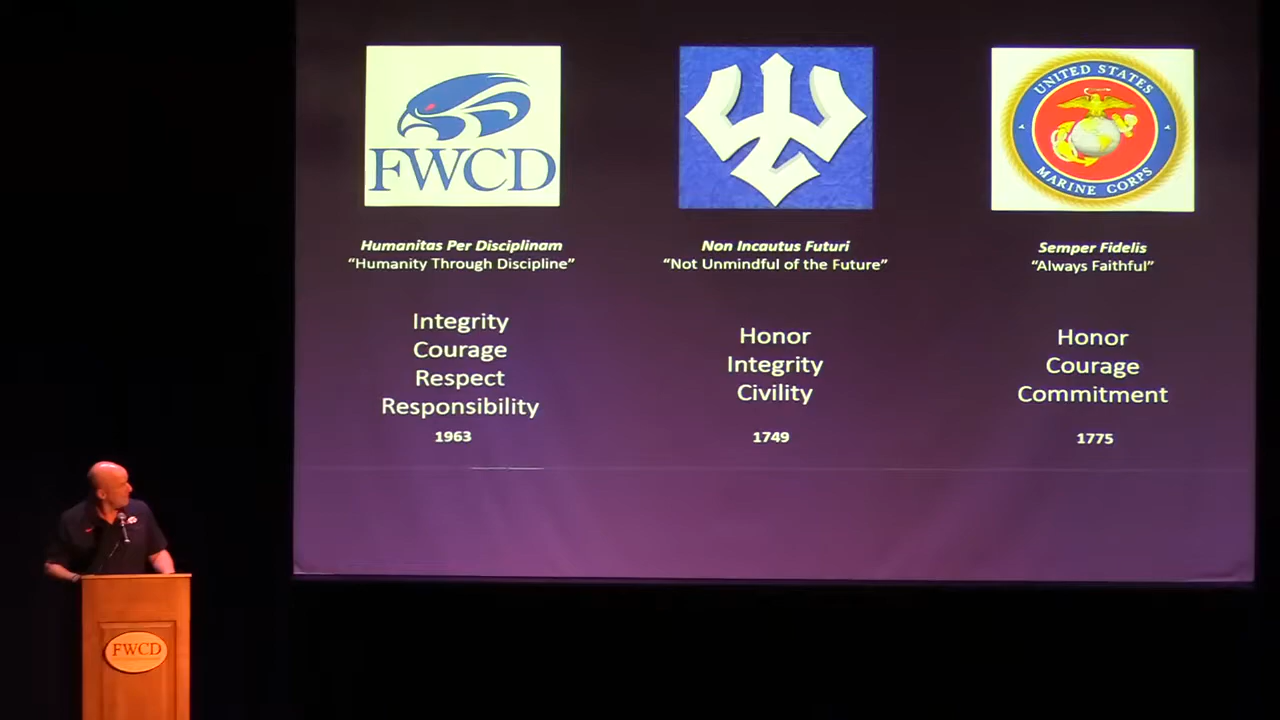 FWCD
Humanitas Per Disciplinam
“Humanity Through Discipline”
Integrity
Courage
Respect
Responsibility
1963
W
L
Non Incautus Futuri
“Not Unmindful of the Future”
Honor
Integrity
Civility
1749
UNITED STATES
MARINE CORPS
Semper Fidelis
“Always Faithful”
Honor
Courage
Commitment
1775
FWCD